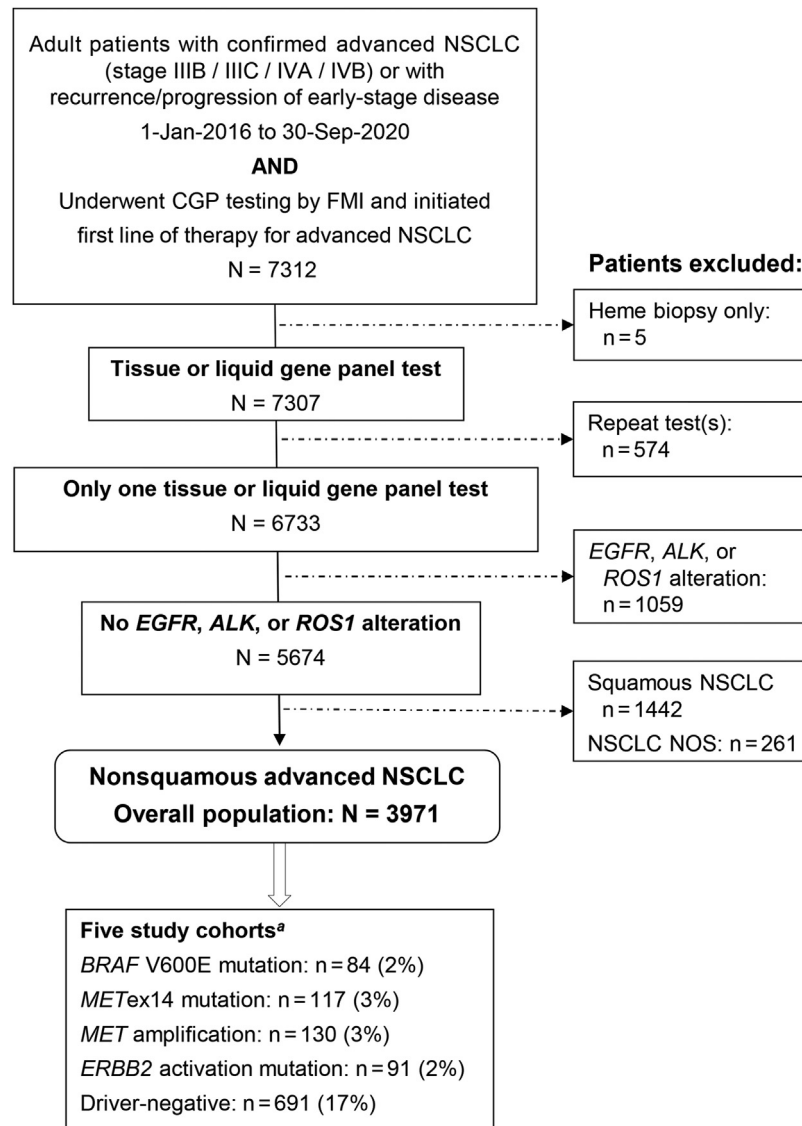 Adult patients with confirmed advanced NSCLC
(stage IIIB / IIIC / IVA / IVB) or with
recurrence/progression of early-stage disease
1-Jan-2016 to 30-Sep-2020
AND
Underwent CGP testing by FMI and initiated
first line of therapy for advanced NSCLC
N = 7312
Patients excluded:
Heme biopsy only:
n = 5
Tissue or liquid gene panel test
N = 7307
Repeat test(s):
n = 574
Only one tissue or liquid gene panel test
N = 6733
EGFR, ALK, or
ROS1 alteration:
n = 1059
No EGFR, ALK, or ROS1 alteration
N = 5674
Squamous NSCLC
n = 1442
NSCLC NOS: n = 261
Nonsquamous advanced NSCLC
Overall population: N = 3971
Five study cohortsᵃ
BRAF V600E mutation: n = 84 (2%)
METex14 mutation: n = 117 (3%)
MET amplification: n = 130 (3%)
ERBB2 activation mutation: n = 91 (2%)
Driver-negative: n = 691 (17%)